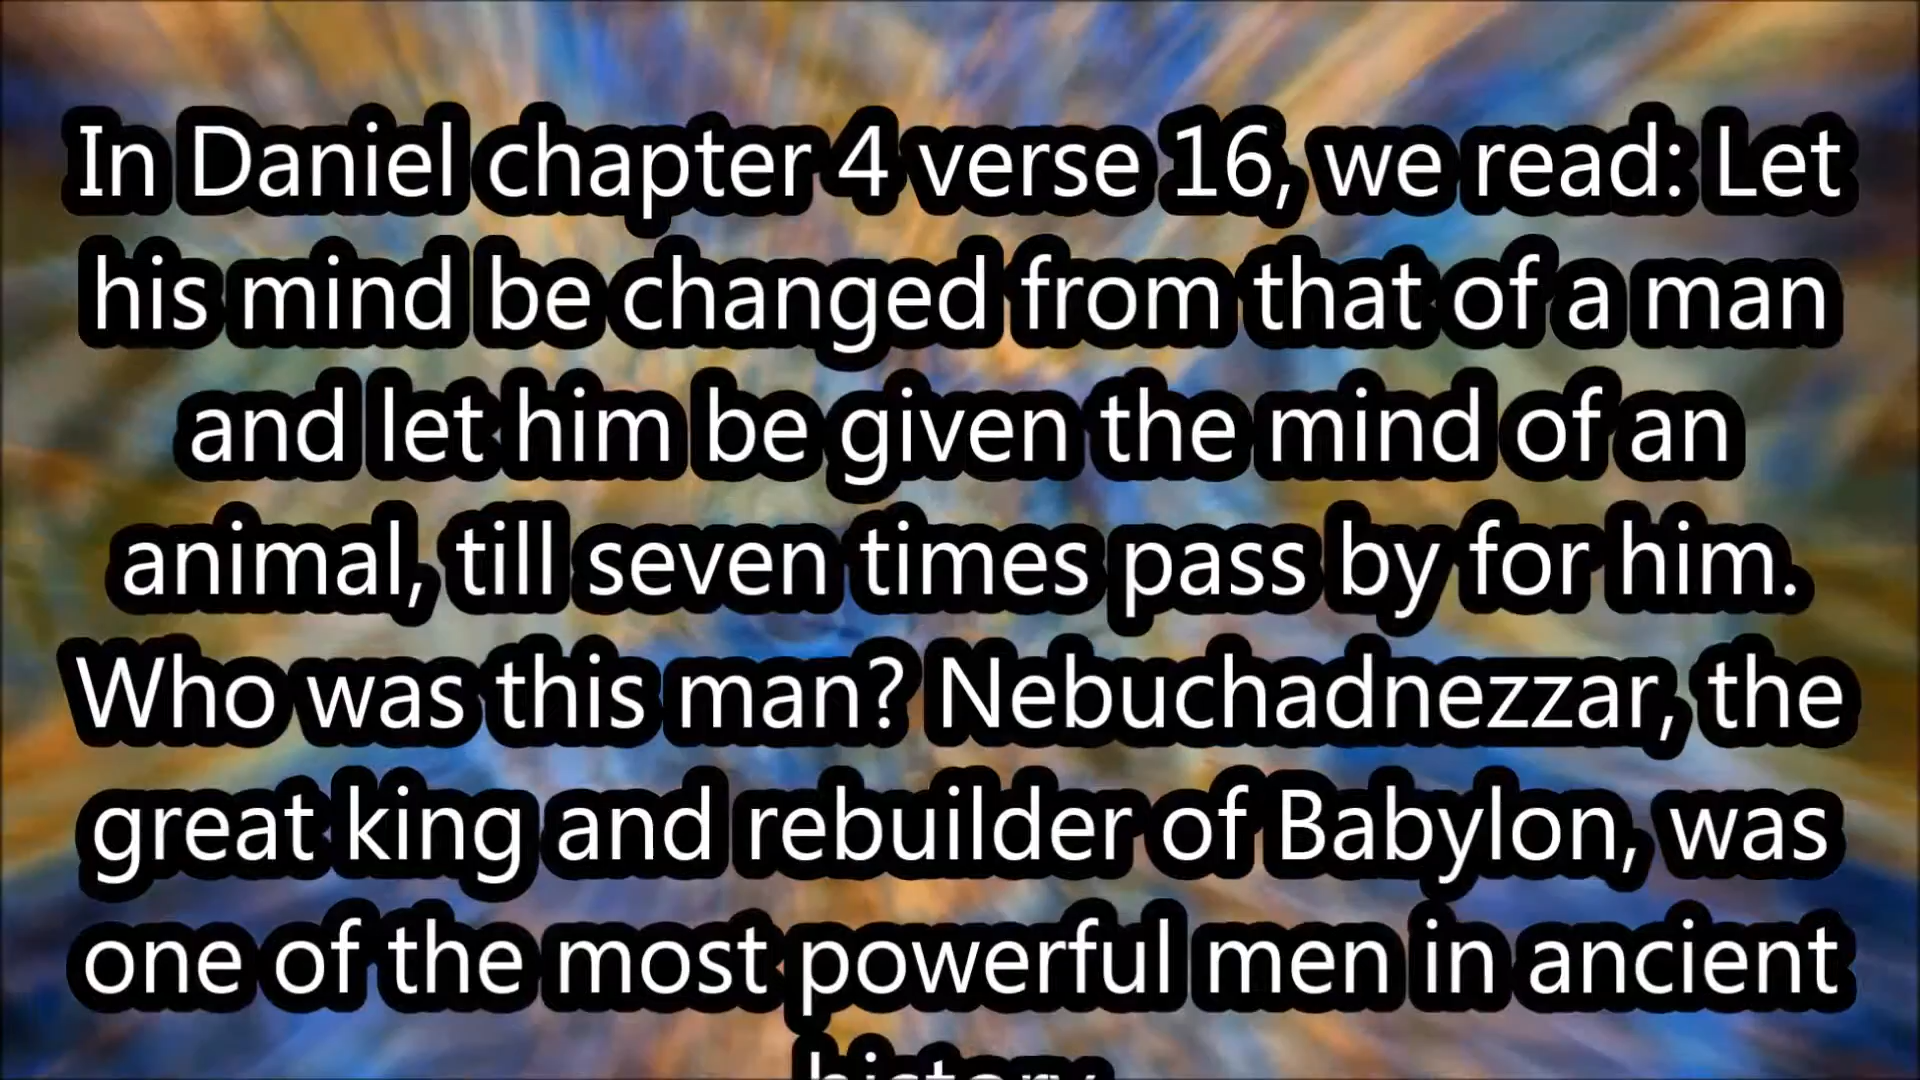 In Daniel chapter 4 verse 16, we read: Let
his mind be changed from that of a man
and let him be given the mind of an
animal, till seven times pass by for him.
Who was this man? Nebuchadnezzar, the
great king and rebuilder of Babylon, was
one of the most powerful men in ancient
history